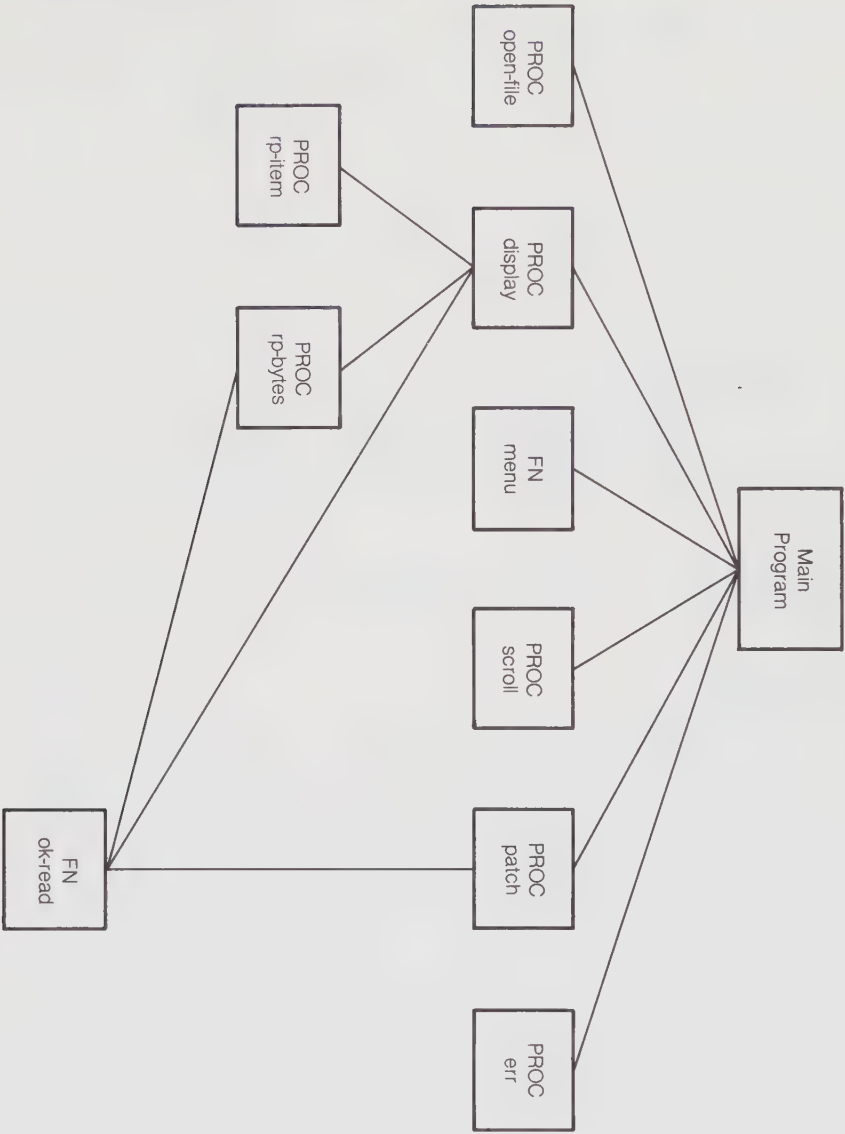 Main
Program
PROC
open-file
PROC
display
FN
menu
PROC
scroll
PROC
patch
PROC
err
PROC
rp-item
PROC
rp-bytes
FN
ok-read